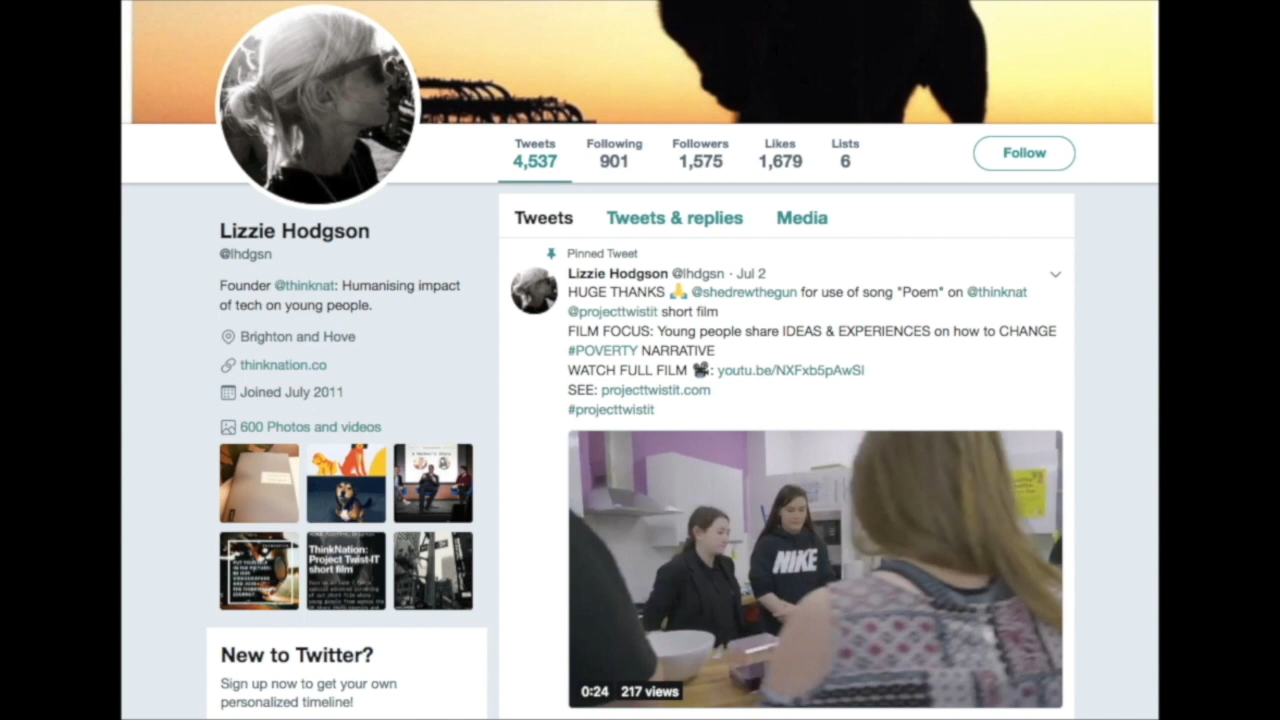 Tweets Following Followers Likes Lists
4,537 901 1,575 1,679 6
Follow
Lizzie Hodgson
@lhdgsn
Founder @thinknat: Humanising impact
of tech on young people.
Brighton and Hove
thinknation.co
Joined July 2011
600 Photos and videos
ThinkNation:
Project Twist-IT
short film
New to Twitter?
Sign up now to get your own
personalized timeline!
Tweets Tweets & replies Media
Pinned Tweet
Lizzie Hodgson @lhdgsn · Jul 2
HUGE THANKS 🙏 @shedrewthegun for use of song "Poem" on @thinknat
@projecttwistit short film
FILM FOCUS: Young people share IDEAS & EXPERIENCES on how to CHANGE
#POVERTY NARRATIVE
WATCH FULL FILM 🎥: youtu.be/NXFxb5pAwSI
SEE: projecttwistit.com
#projecttwistit
NIKE
0:24 217 views